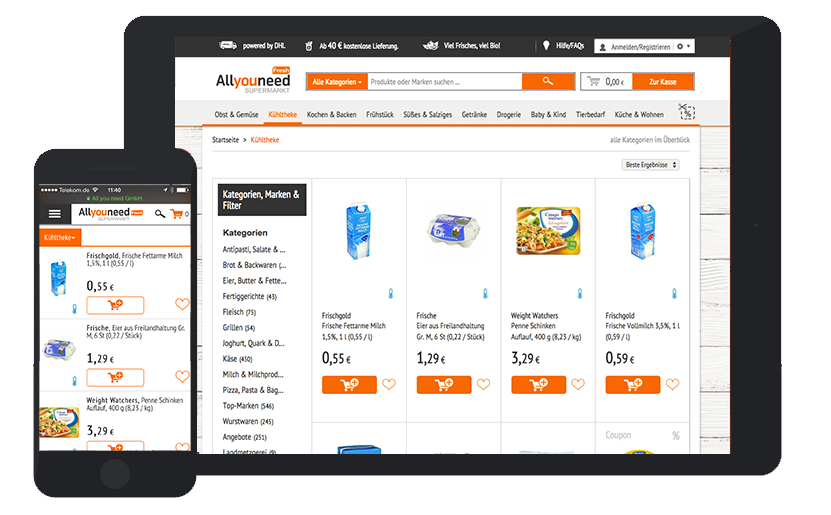 powered by DHL
Ab 40 € kostenlose Lieferung.
Viel Frisches, viel Bio!
Hilfe/FAQs
Anmelden/Registrieren
Allyouneed Fresh
SUPERMARKT
Alle Kategorien
Produkte oder Marken suchen ...
0,00 €
Zur Kasse
Obst & Gemüse Kühltheke Kochen & Backen Frühstück Süßes & Salziges Getränke Drogerie Baby & Kind Tierbedarf Küche & Wohnen %
Startseite > Kühltheke
alle Kategorien im Überblick
Beste Ergebnisse
Kategorien, Marken &
Filter
Kategorien
Antipasti, Salate & ...
Brot & Backwaren (...
Eier, Butter & Fette...
Fertiggerichte (43)
Fleisch (75)
Grillen (54)
Joghurt, Quark & D...
Käse (450)
Milch & Milchprod...
Pizza, Pasta & Bag...
Top-Marken (546)
Wurstwaren (245)
Angebote (251)
Landmetzgerei (9)
Frischgold
Frische Fettarme Milch
1,5%, 1 l (0,55 / l)
0,55 €
Frische
Eier aus Freilandhaltung
Gr. M, 6 St (0,22 / Stück)
1,29 €
Weight Watchers
Penne Schinken
Auflauf, 400 g (8,23 / kg)
3,29 €
Frischgold
Frische Vollmilch 3,5%, 1 l
(0,59 / l)
0,59 €
Coupon %
Telekom.de 11:40
All you need GmbH
Allyouneed Fresh
SUPERMARKT
0
Kühltheke
Frischgold, Frische Fettarme Milch
1,5%, 1 l (0,55 / l)
0,55 €
Frische, Eier aus Freilandhaltung Gr.
M, 6 St (0,22 / Stück)
1,29 €
Weight Watchers, Penne Schinken
Auflauf, 400 g (8,23 / kg)
3,29 €